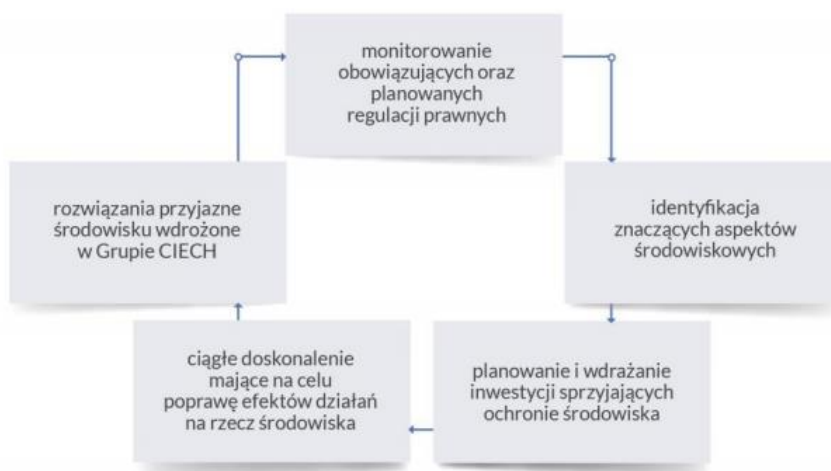 monitorowanie
obowiązujących oraz
planowanych
regulacji prawnych
identyfikacja
znaczących aspektów
środowiskowych
planowanie i wdrażanie
inwestycji sprzyjających
ochronie środowiska
ciągłe doskonalenie
mające na celu
poprawę efektów działań
na rzecz środowiska
rozwiązania przyjazne
środowisku wdrożone
w Grupie CIECH